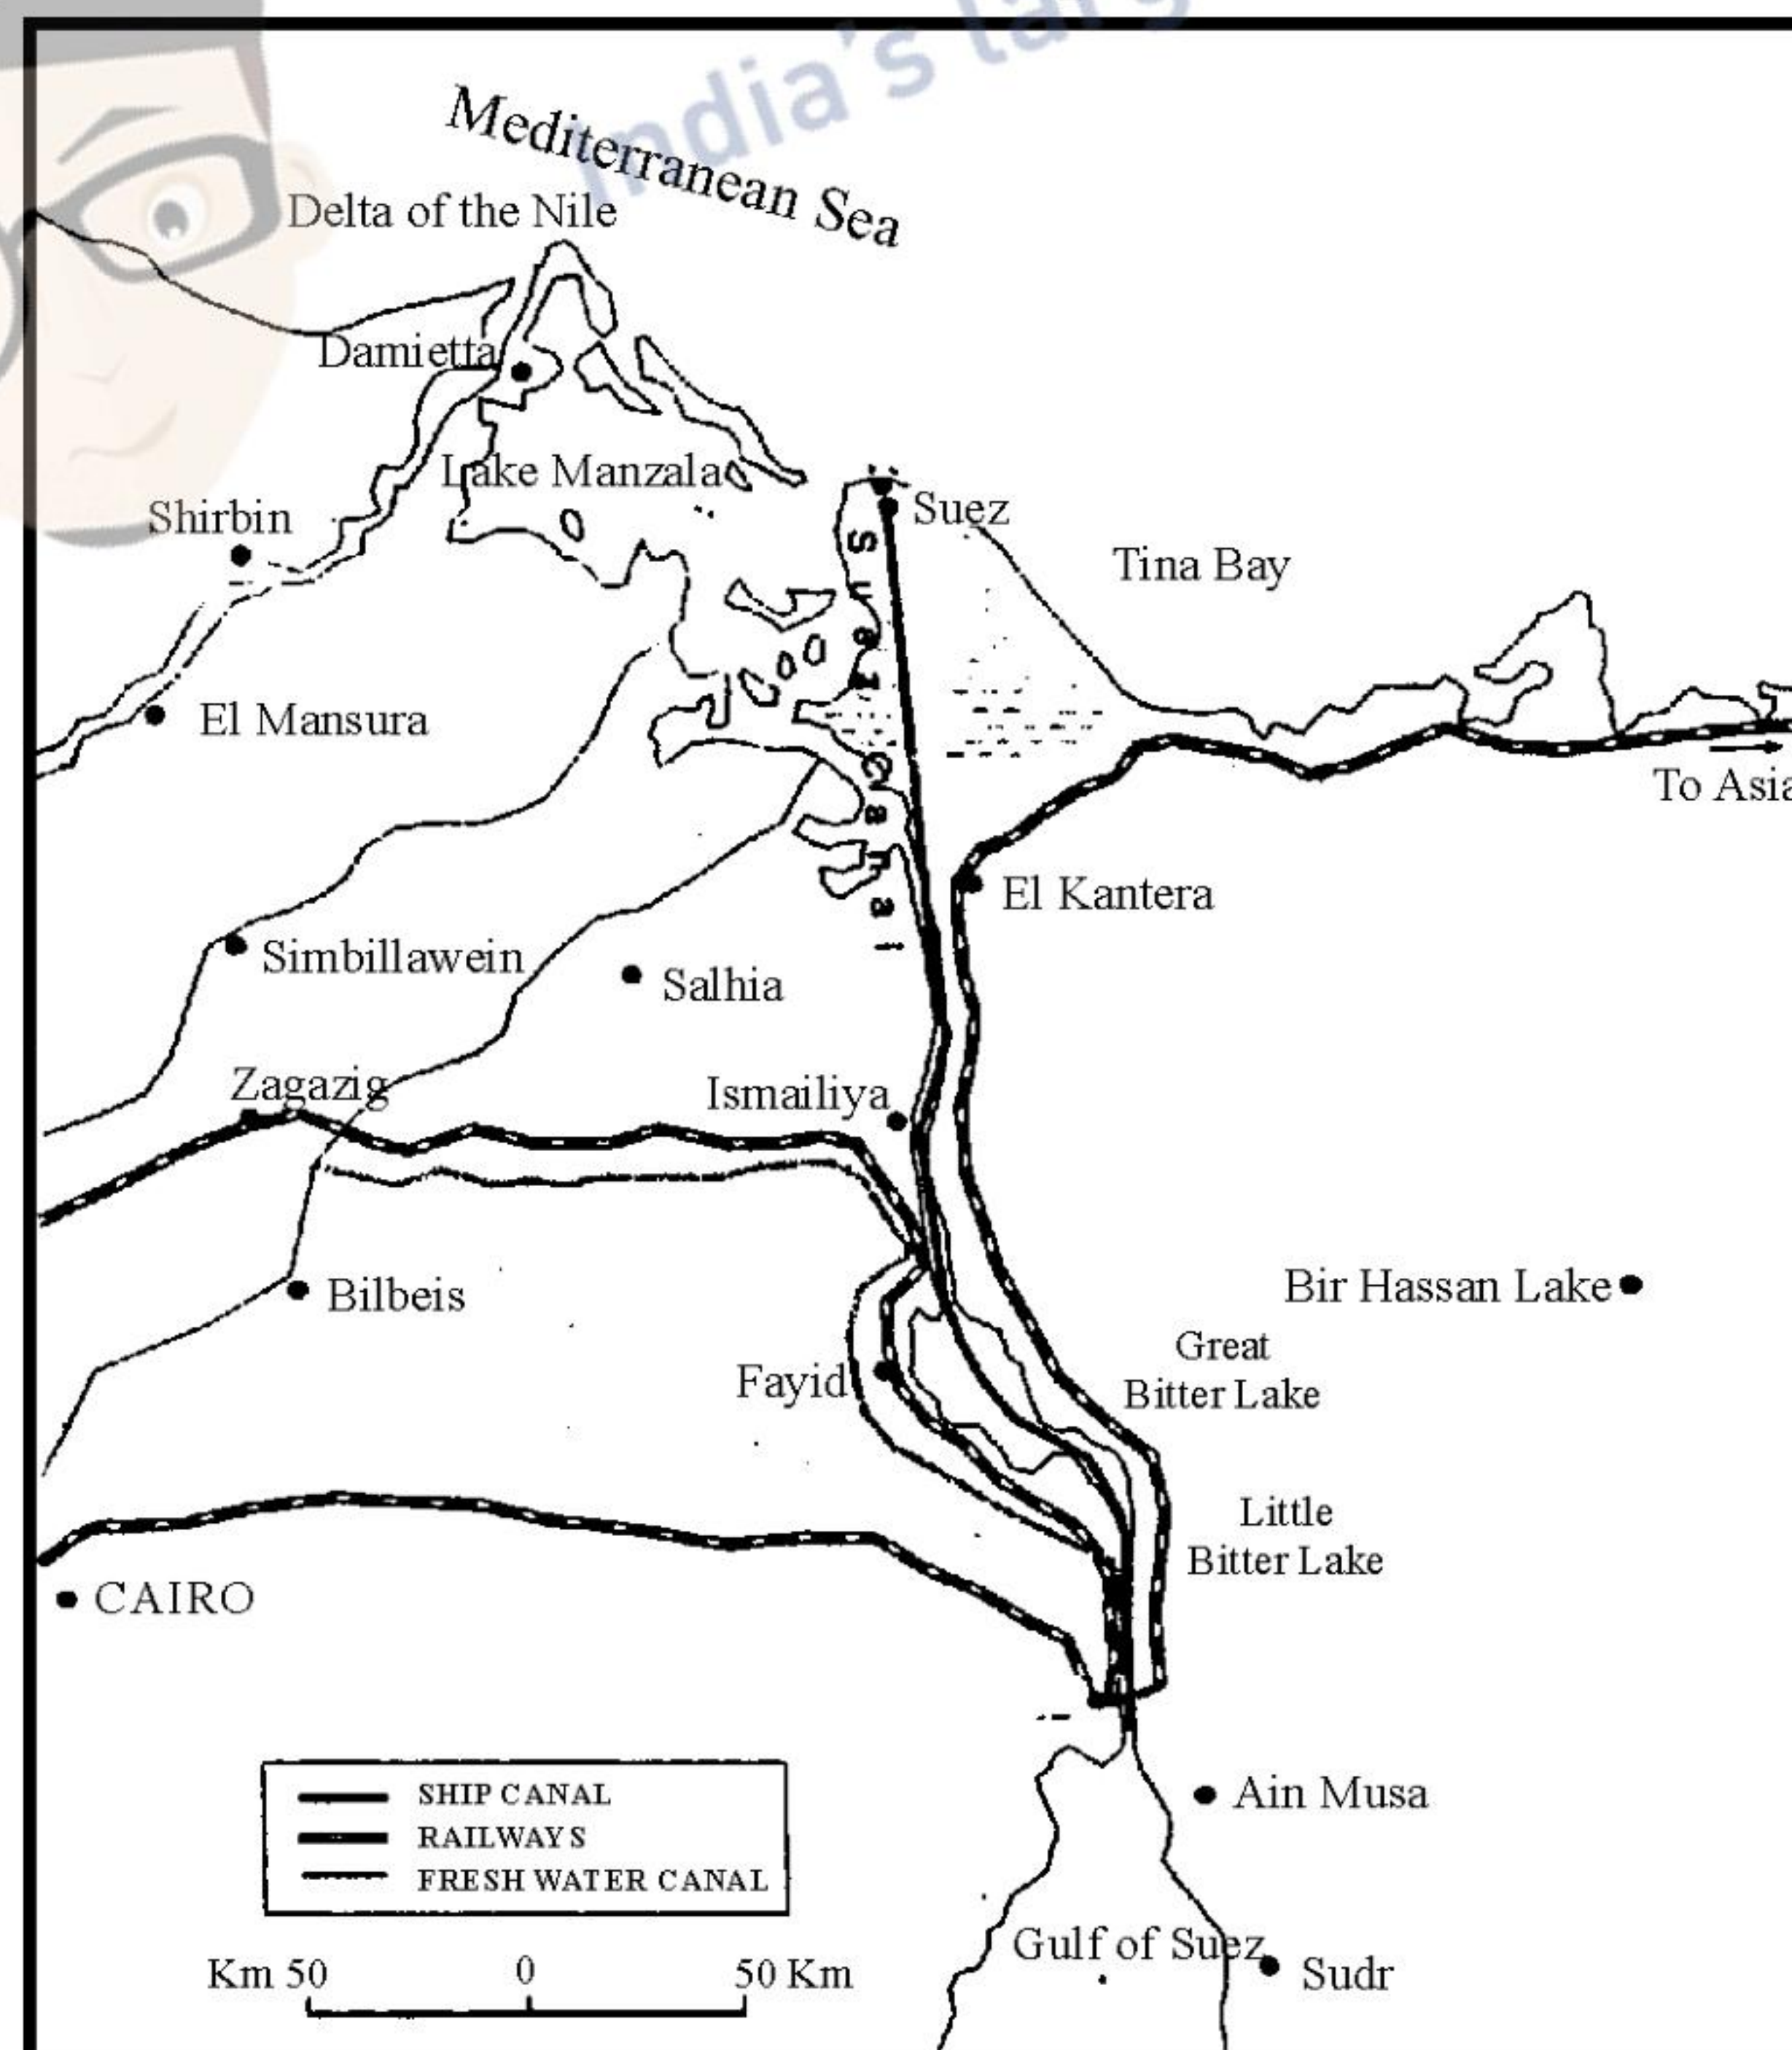 India's larg
Mediterranean Sea
Delta of the Nile
Damietta
Lake Manzala
Suez
Shirbin
Tina Bay
Suez Canal
El Mansura
To Asia
El Kantera
Simbillawein
Salhia
Zagazig
Ismailiya
Bilbeis
Bir Hassan Lake
Great
Bitter Lake
Fayid
Little
Bitter Lake
CAIRO
SHIP CANAL
RAILWAYS
FRESH WATER CANAL
Ain Musa
Gulf of Suez
Sudr
Km 50 0 50 Km